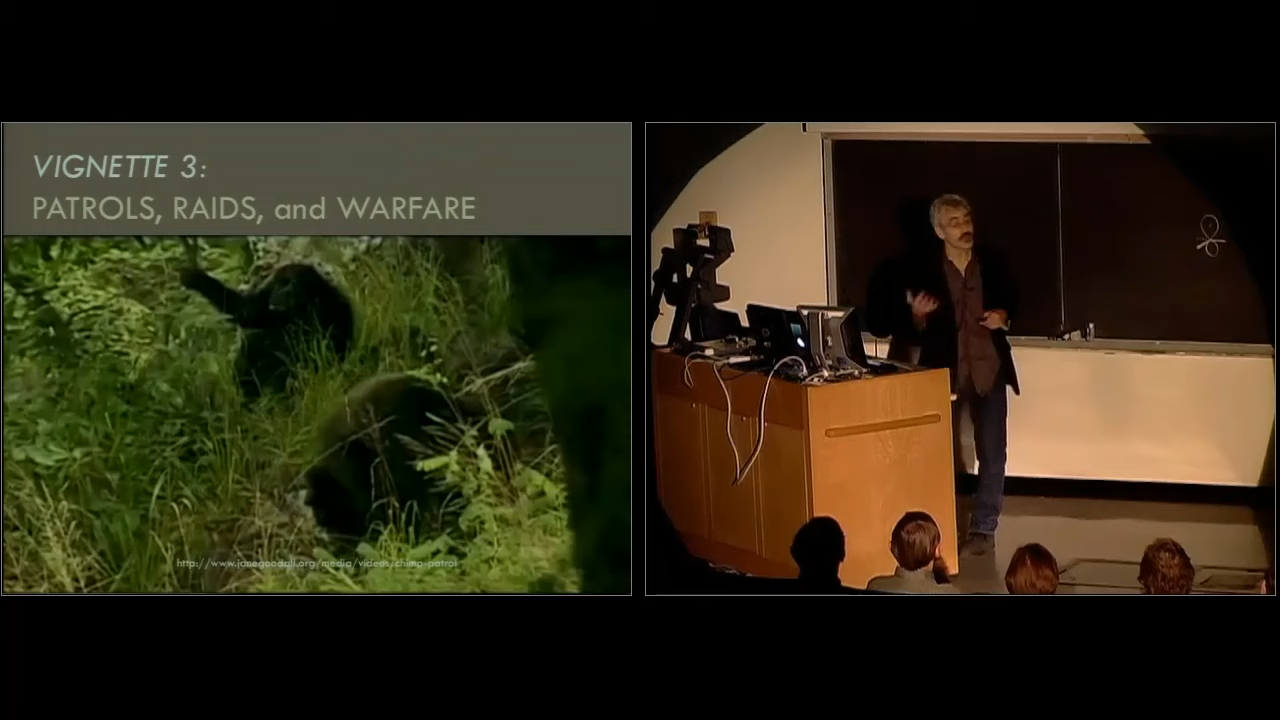 VIGNETTE 3:
PATROLS, RAIDS, and WARFARE
http://www.janegoodall.org/media/videos/chimp-patrol